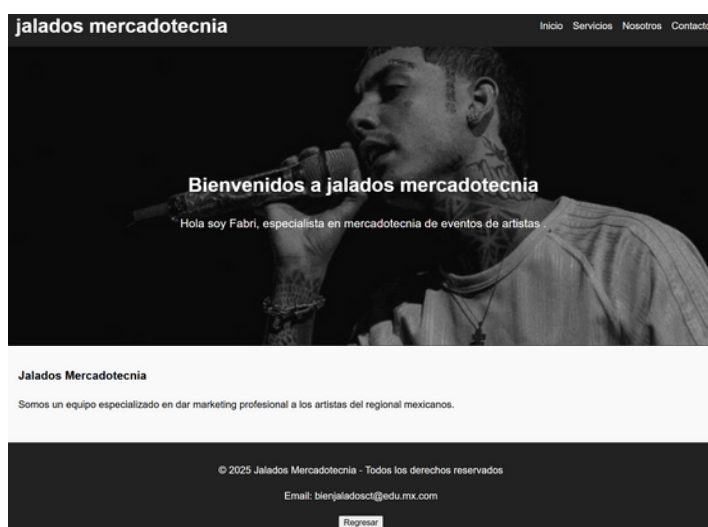 jalados mercadotecnia
Inicio Servicios Nosotros Contacto
Bienvenidos a jalados mercadotecnia
Hola soy Fabri, especialista en mercadotecnia de eventos de artistas .
Jalados Mercadotecnia
Somos un equipo especializado en dar marketing profesional a los artistas del regional mexicanos.
© 2025 Jalados Mercadotecnia - Todos los derechos reservados
Email: bienjaladosct@edu.mx.com
Regresar